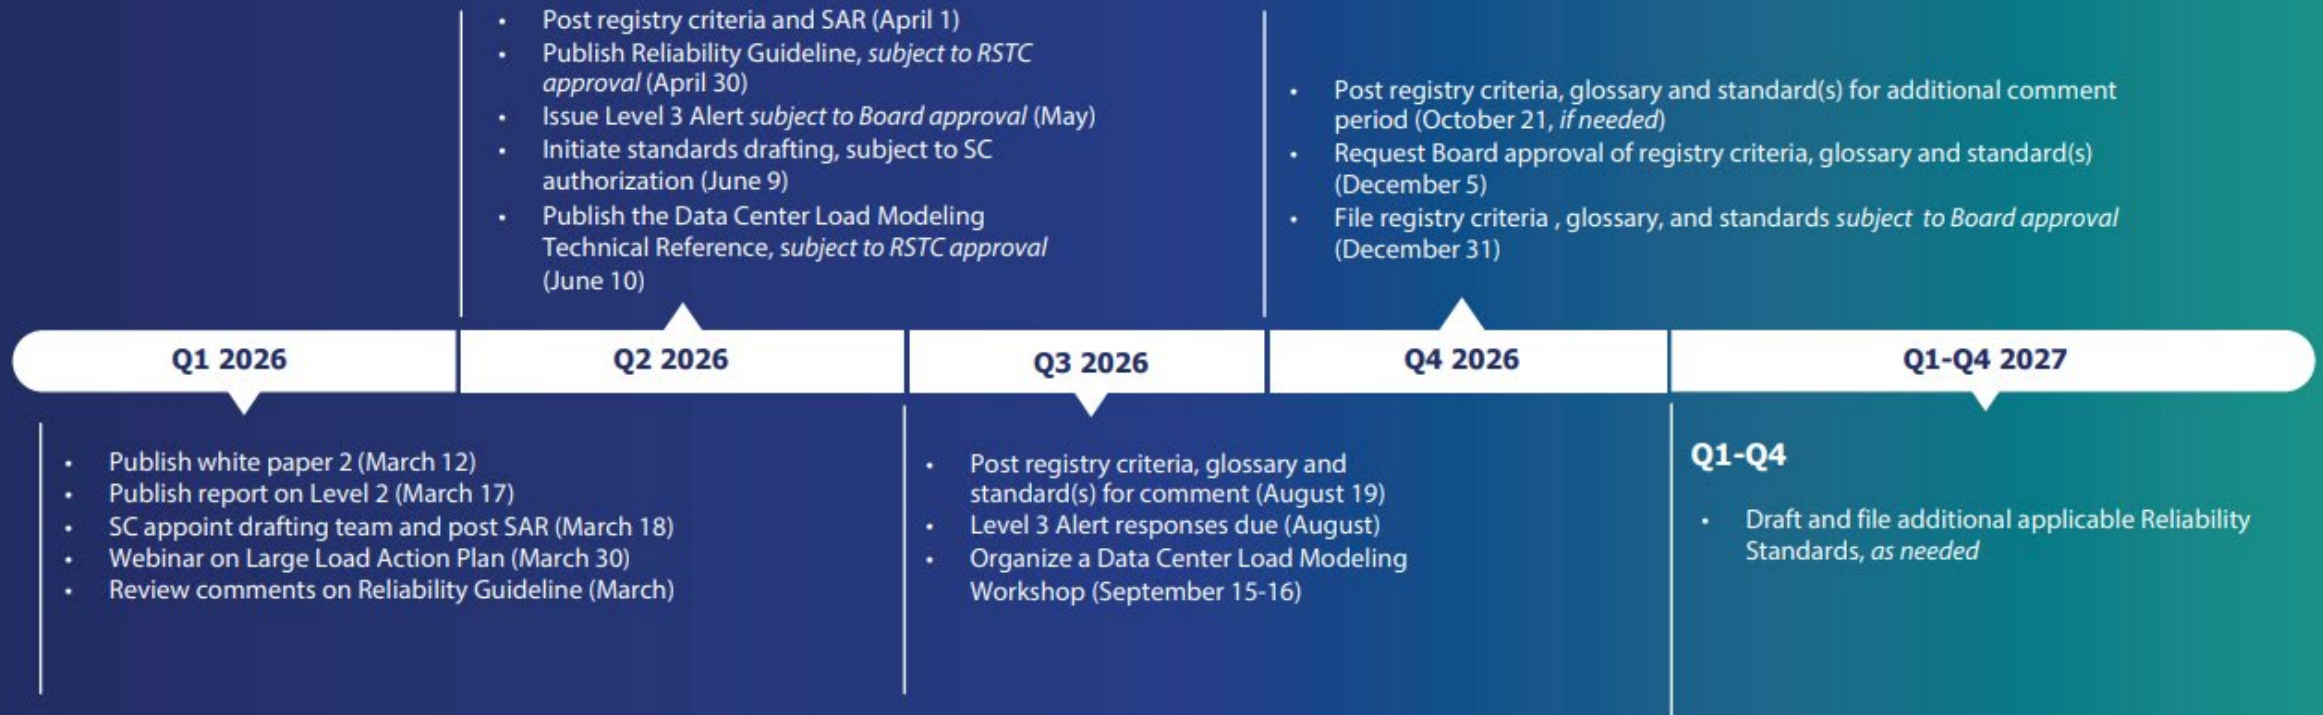 • Post registry criteria and SAR (April 1)
• Publish Reliability Guideline, subject to RSTC
approval (April 30)
• Issue Level 3 Alert subject to Board approval (May)
• Initiate standards drafting, subject to SC
authorization (June 9)
• Publish the Data Center Load Modeling
Technical Reference, subject to RSTC approval
(June 10)
• Post registry criteria, glossary and standard(s) for additional comment
period (October 21, if needed)
• Request Board approval of registry criteria, glossary and standard(s)
(December 5)
• File registry criteria , glossary, and standards subject to Board approval
(December 31)
Q1 2026
Q2 2026
Q3 2026
Q4 2026
Q1-Q4 2027
• Publish white paper 2 (March 12)
• Publish report on Level 2 (March 17)
• SC appoint drafting team and post SAR (March 18)
• Webinar on Large Load Action Plan (March 30)
• Review comments on Reliability Guideline (March)
• Post registry criteria, glossary and
standard(s) for comment (August 19)
• Level 3 Alert responses due (August)
• Organize a Data Center Load Modeling
Workshop (September 15-16)
Q1-Q4
• Draft and file additional applicable Reliability
Standards, as needed